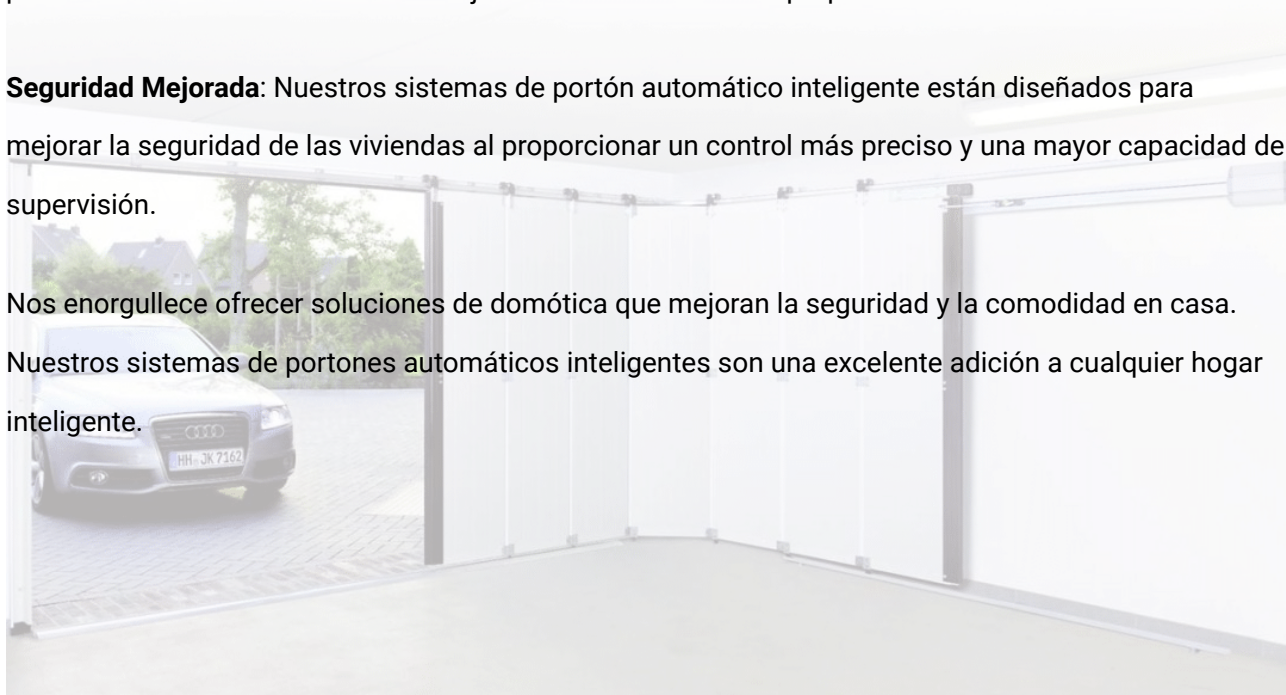 Seguridad Mejorada: Nuestros sistemas de portón automático inteligente están diseñados para
mejorar la seguridad de las viviendas al proporcionar un control más preciso y una mayor capacidad de
supervisión.
Nos enorgullece ofrecer soluciones de domótica que mejoran la seguridad y la comodidad en casa.
Nuestros sistemas de portones automáticos inteligentes son una excelente adición a cualquier hogar
inteligente.
HH·JK 7162